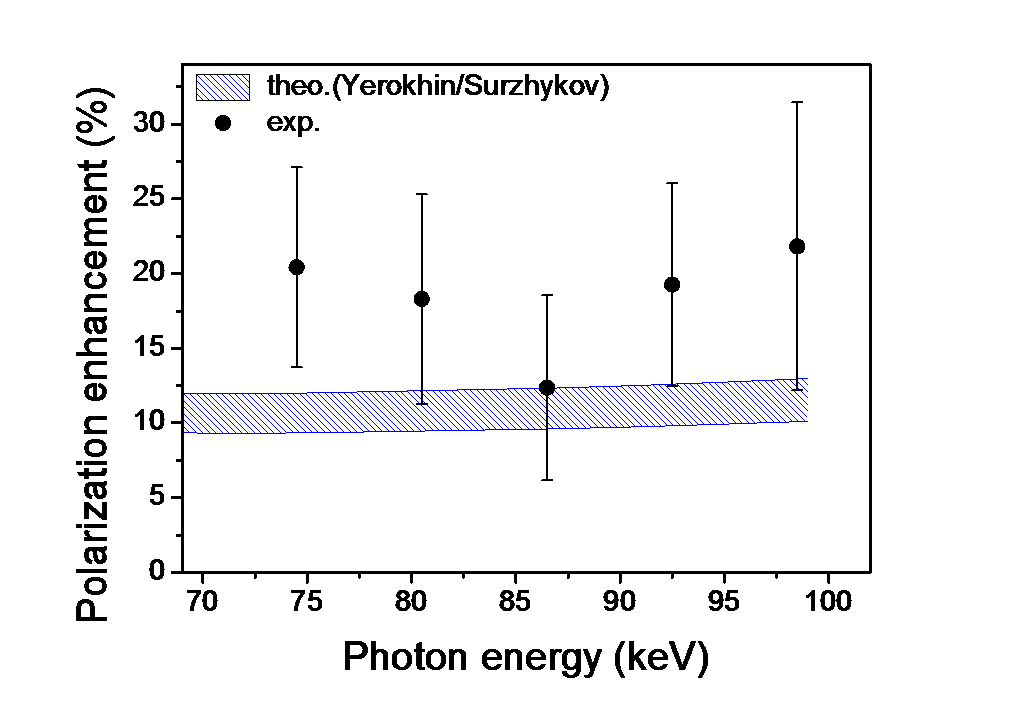 theo.(Yerokhin/Surzhykov)
exp.
Polarization enhancement (%)
30
25
20
15
10
5
0
70 75 80 85 90 95 100
Photon energy (keV)